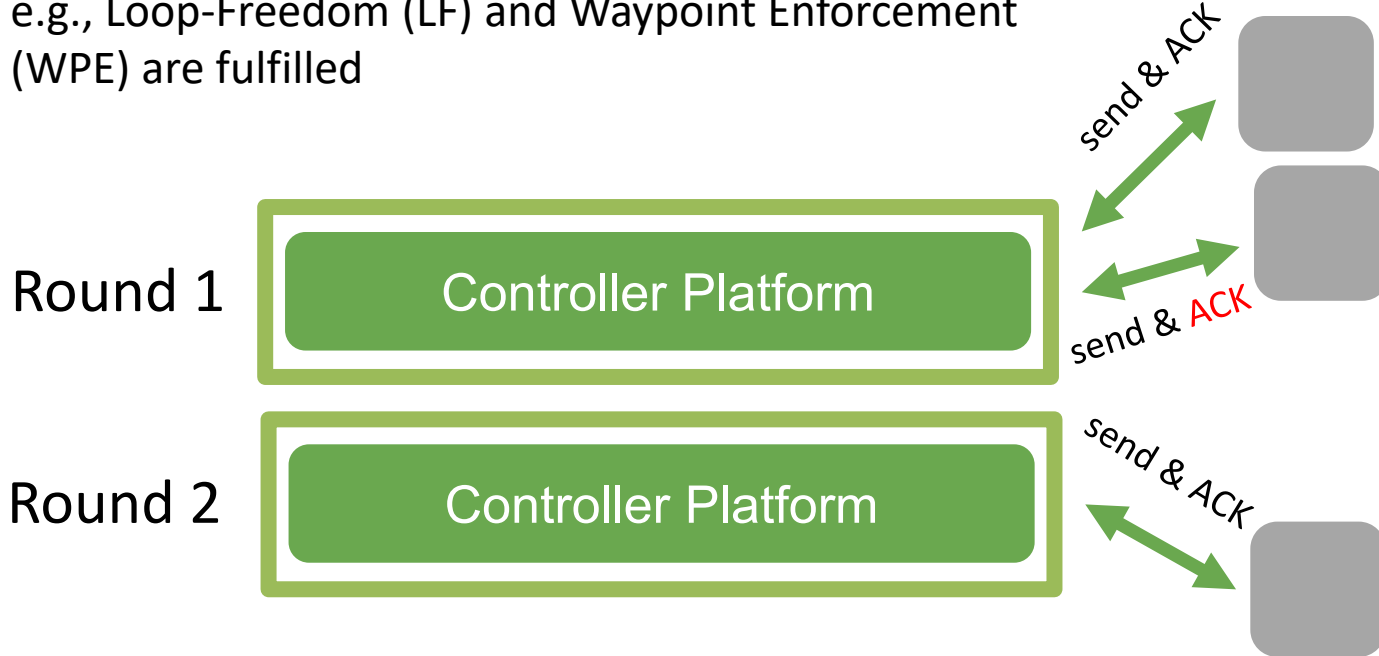 e.g., Loop-Freedom (LF) and Waypoint Enforcement
(WPE) are fulfilled
send & ACK
Round 1
Controller Platform
send & ACK
Round 2
Controller Platform
send & ACK